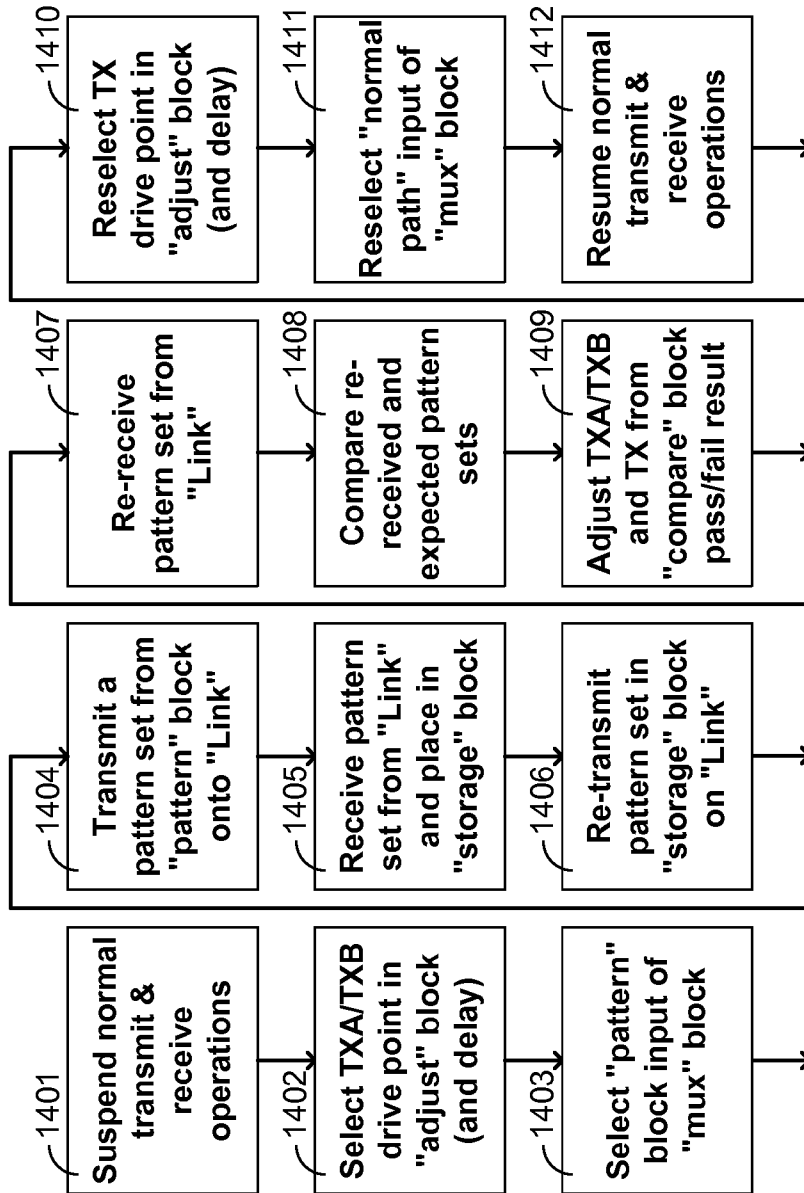 1401
Suspend normal
transmit &
receive
operations
1402
Select TXA/TXB
drive point in
"adjust" block
(and delay)
1403
Select "pattern"
block input of
"mux" block
1404
Transmit a
pattern set from
"pattern" block
onto "Link"
1405
Receive pattern
set from "Link"
and place in
"storage" block
1406
Re-transmit
pattern set in
"storage" block
on "Link"
1407
Re-receive
pattern set from
"Link"
1408
Compare re-
received and
expected pattern
sets
1409
Adjust TXA/TXB
and TX from
"compare" block
pass/fail result
1410
Reselect TX
drive point in
"adjust" block
(and delay)
1411
Reselect "normal
path" input of
"mux" block
1412
Resume normal
transmit &
receive
operations